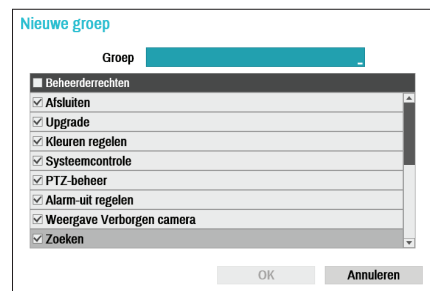 Nieuwe groep
Groep
Beheerderrechten
Afsluiten
Upgrade
Kleuren regelen
Systeemcontrole
PTZ-beheer
Alarm-uit regelen
Weergave Verborgen camera
Zoeken
OK Annuleren